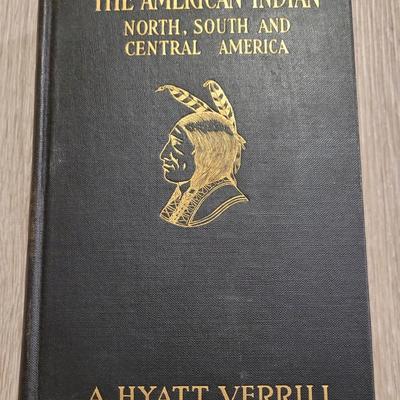 THE AMERICAN INDIAN
NORTH, SOUTH AND
CENTRAL AMERICA
A. HYATT VERRILL